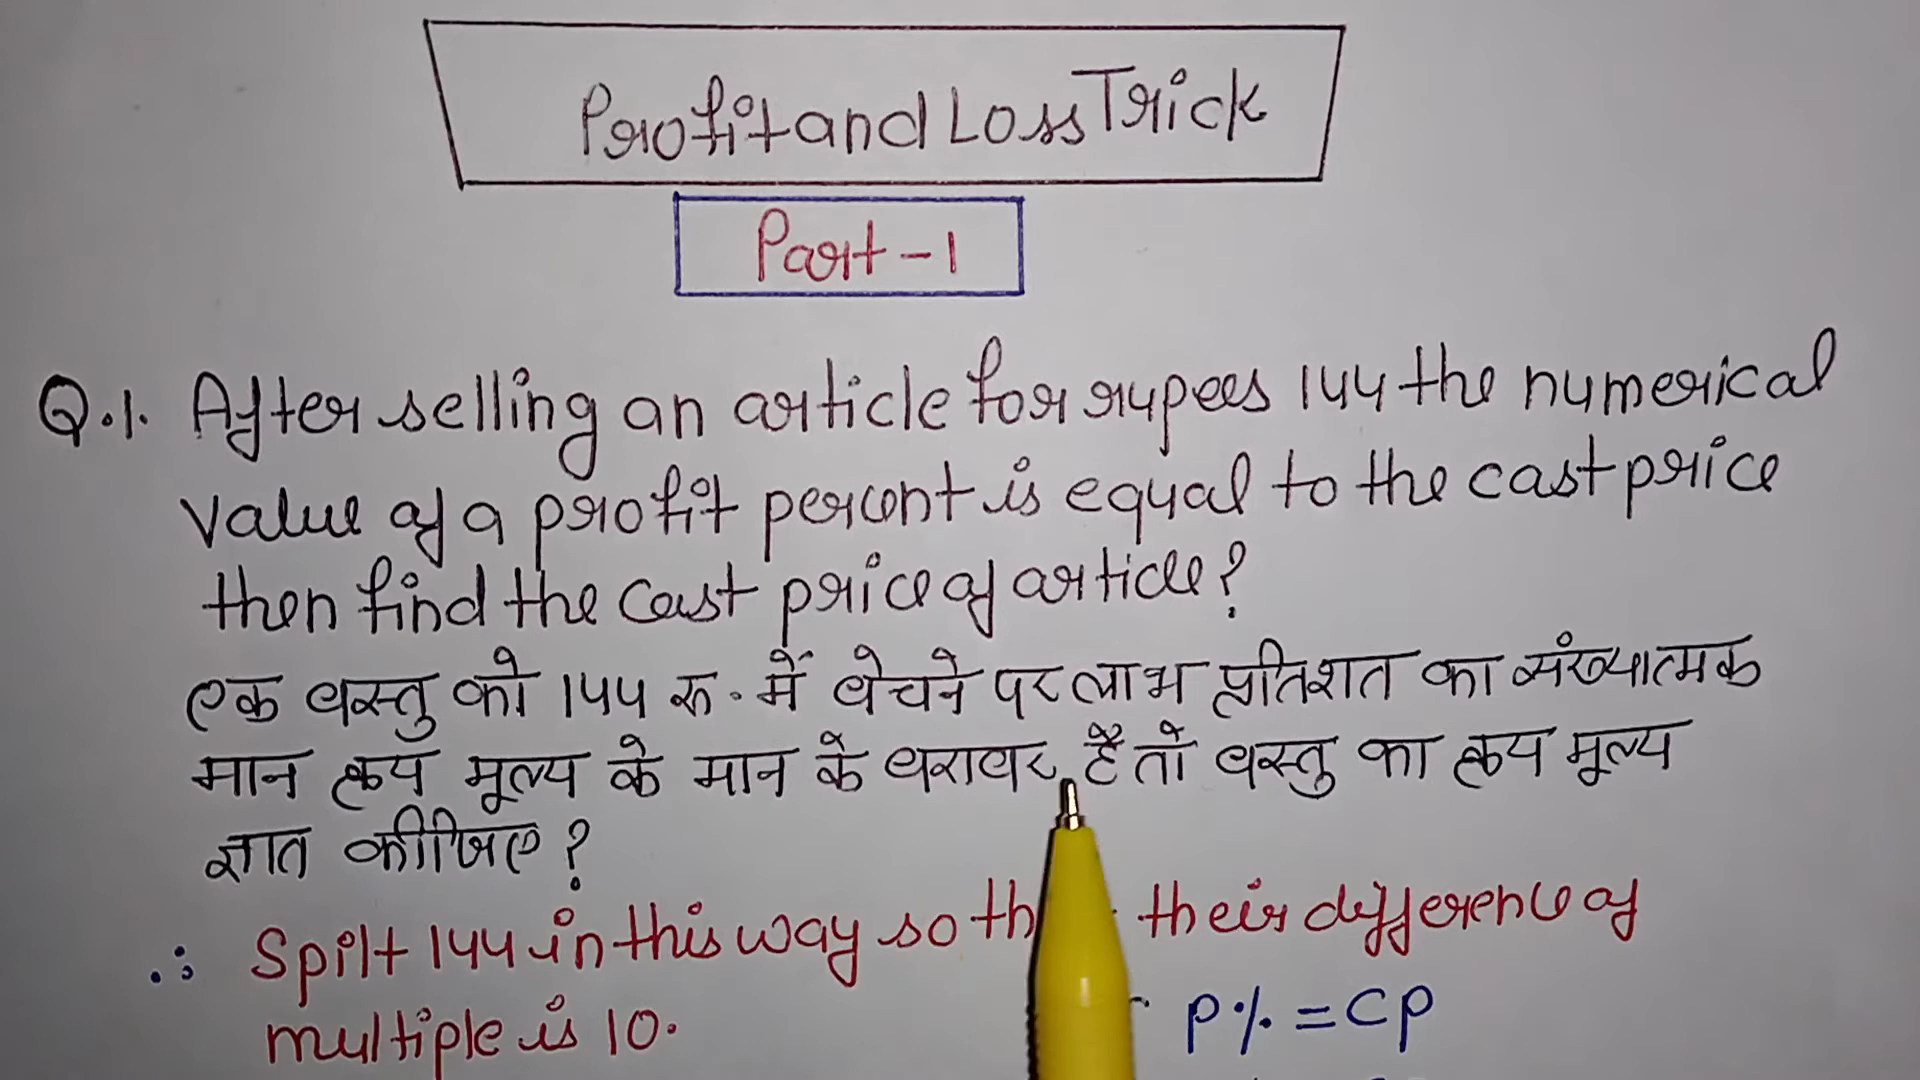 Profit and Loss Trick
Part-1
Q.1. After selling an article for rupees 144 the numerical
value of a profit percent is equal to the cast price
then find the cost price of article?
एक वस्तु को 144 रु. में बेचने पर लाभ प्रतिशत का संख्यात्मक
मान क्रय मूल्य के मान के बराबर है तो वस्तु का क्रय मूल्य
ज्ञात कीजिए?
∴ Spilt 144 in this way so th their difference of
multiple is 10.
P% = CP